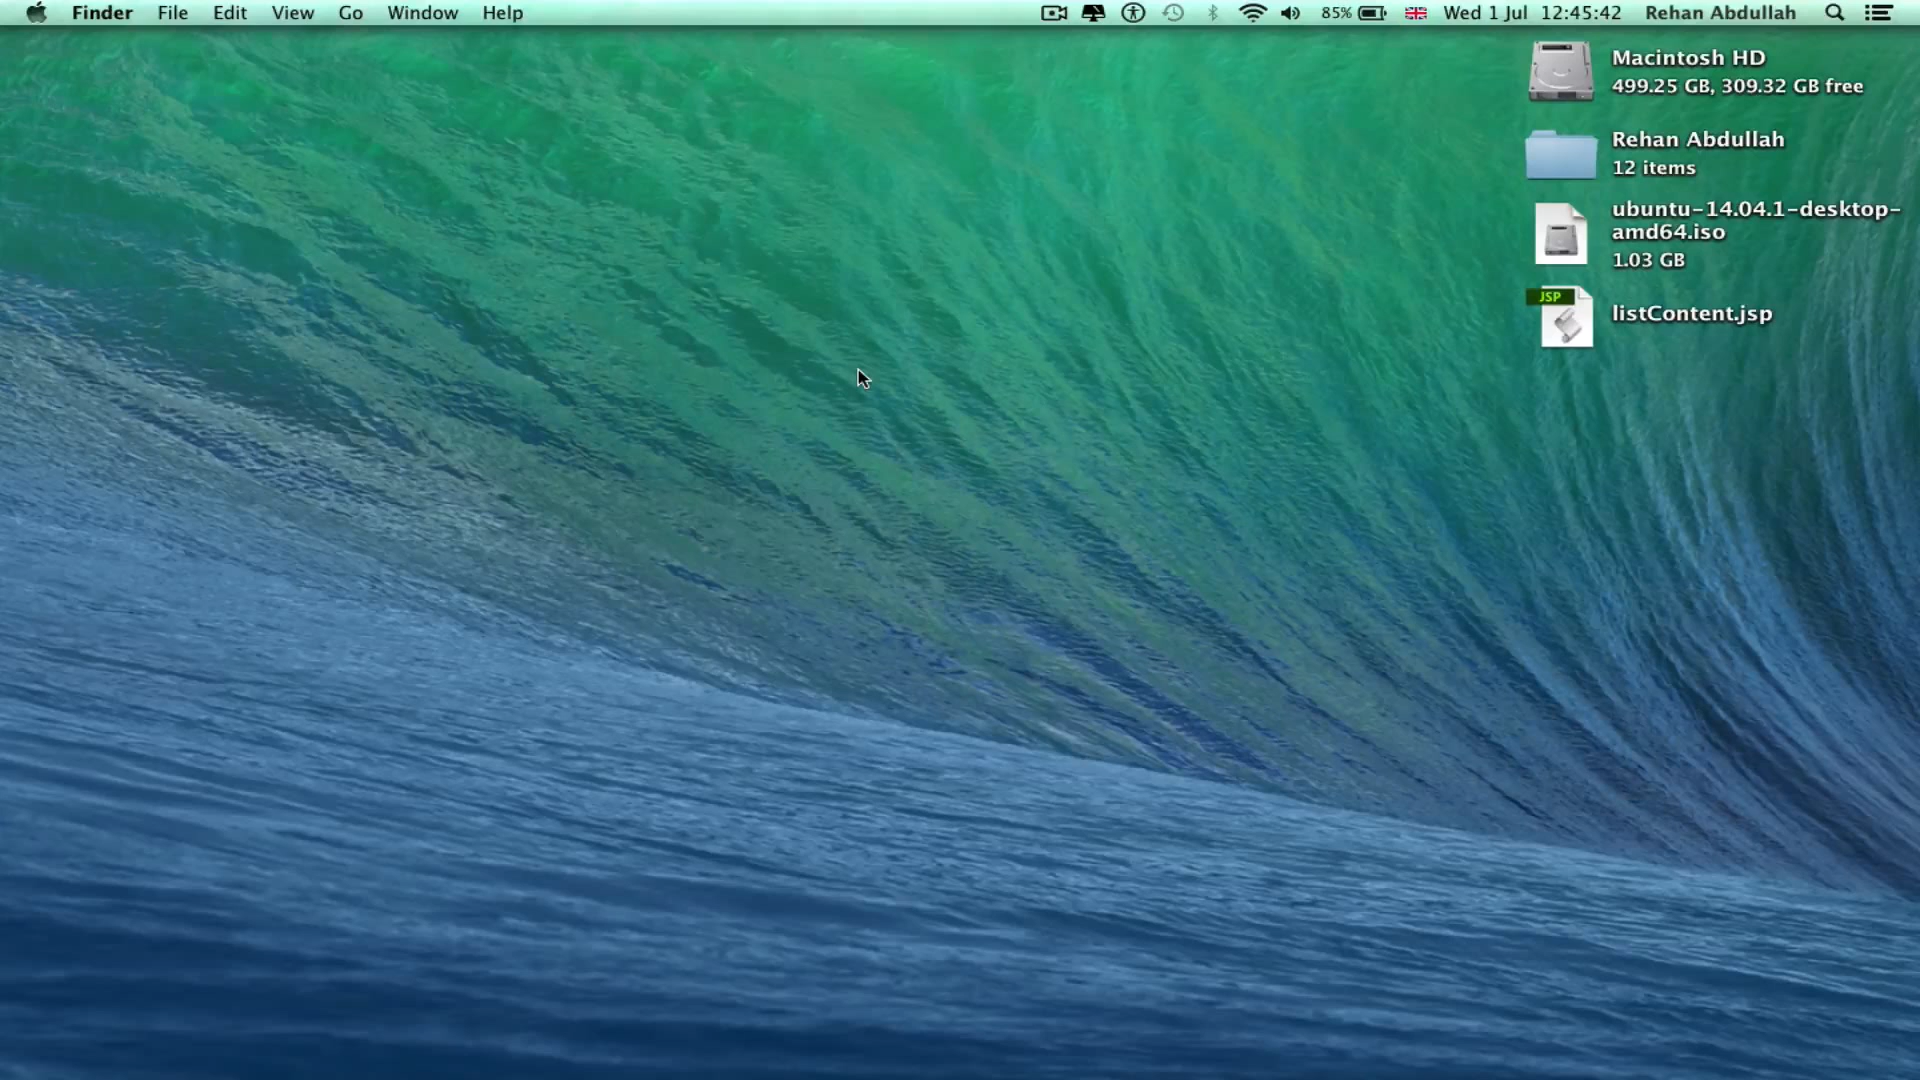 Finder File Edit View Go Window Help 85% Wed 1 Jul 12:45:42 Rehan Abdullah
Macintosh HD
499.25 GB, 309.32 GB free
Rehan Abdullah
12 items
ubuntu-14.04.1-desktop-
amd64.iso
1.03 GB
JSP
listContent.jsp